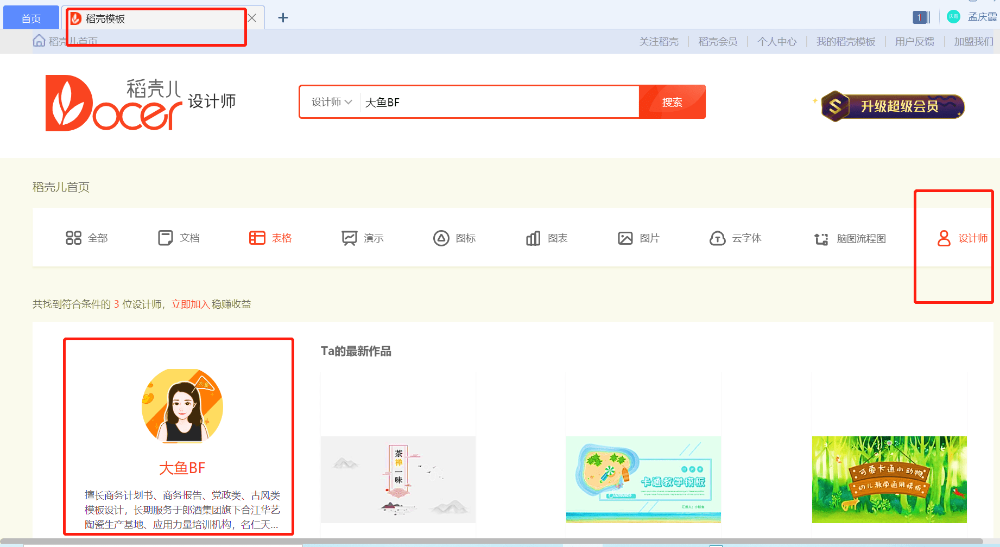 首页
稻壳模板
1
孟庆霞
稻壳儿首页
关注稻壳
稻壳会员
个人中心
我的稻壳模板
用户反馈
加盟我们
Docer
稻壳儿
设计师
设计师
大鱼BF
搜索
升级超级会员
稻壳儿首页
全部
文档
表格
演示
图标
图表
图片
云字体
脑图流程图
设计师
共找到符合条件的 3 位设计师，立即加入 稳赚收益
大鱼
大鱼BF
擅长商务计划书、商务报告、党政类、古风类
模板设计，长期服务于郎酒集团旗下合江华艺
陶瓷生产基地、应用力量培训机构，名仁天...
Ta的最新作品
茶
禅
一
味
卡通教学模板
可爱卡通小动物
幼儿教学通用模板